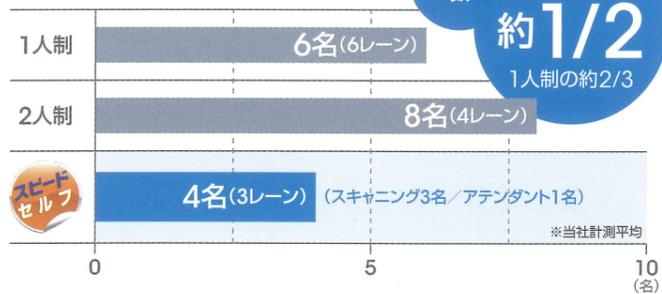 約1/2
1人制の約2/3
1人制
6名(6レーン)
2人制
8名(4レーン)
スピード
セルフ
4名(3レーン)
(スキャニング3名／アテンダント1名)
※当社計測平均
0
5
10
(名)